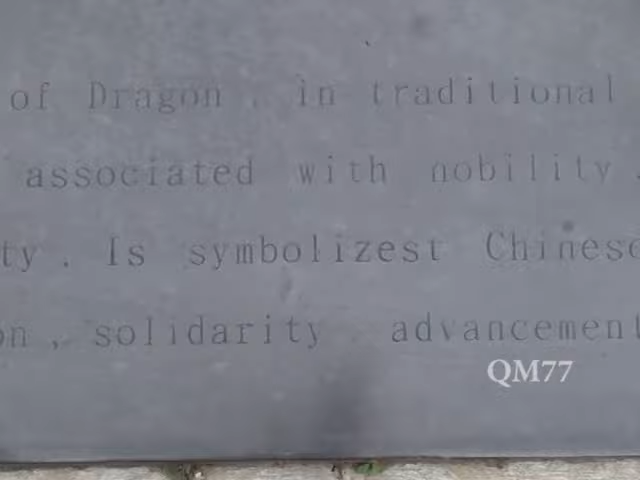 of Dragon , in traditional
associated with nobility .
ty . Is symbolizest Chinese
on , solidarity advancement
QM77